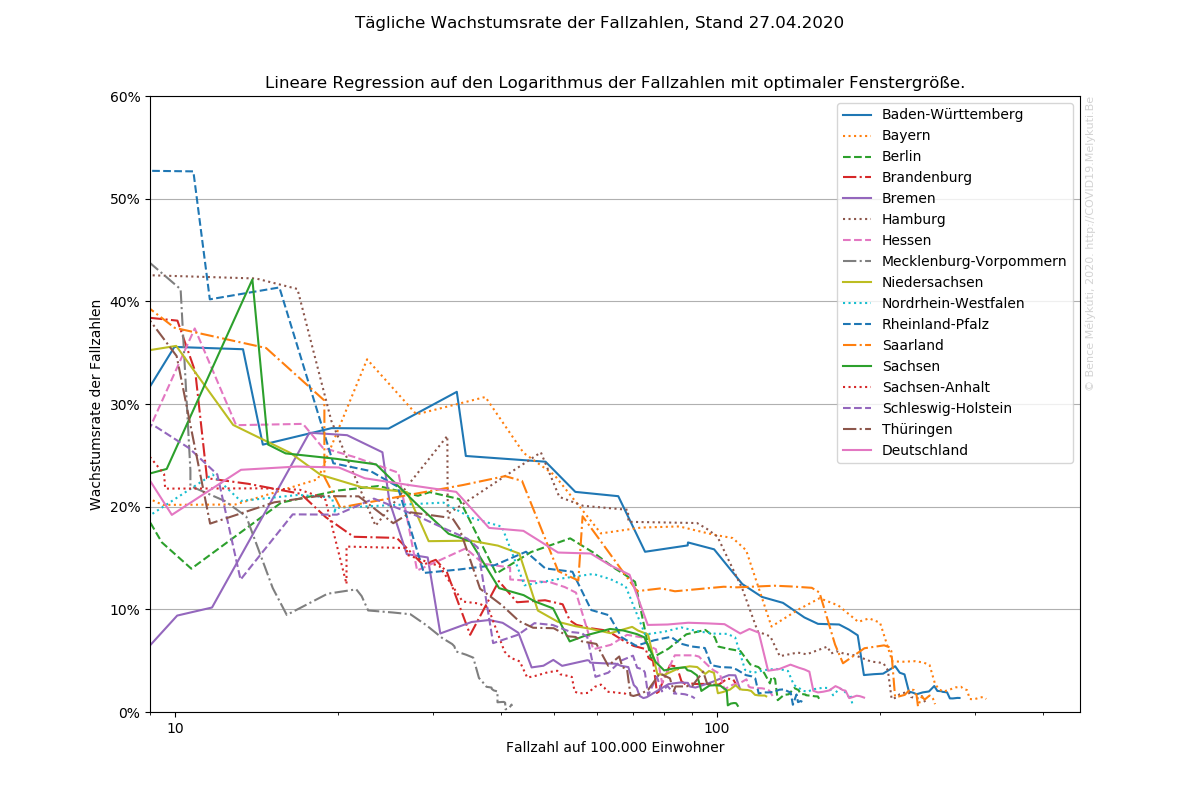 Tägliche Wachstumsrate der Fallzahlen, Stand 27.04.2020
Lineare Regression auf den Logarithmus der Fallzahlen mit optimaler Fenstergröße.
60%
50%
40%
30%
20%
10%
0%
Wachstumsrate der Fallzahlen
10
100
Fallzahl auf 100.000 Einwohner
Baden-Württemberg
Bayern
Berlin
Brandenburg
Bremen
Hamburg
Hessen
Mecklenburg-Vorpommern
Niedersachsen
Nordrhein-Westfalen
Rheinland-Pfalz
Saarland
Sachsen
Sachsen-Anhalt
Schleswig-Holstein
Thüringen
Deutschland
© Bence Mélykúti, 2020. http://COVID19.Melykuti.Be